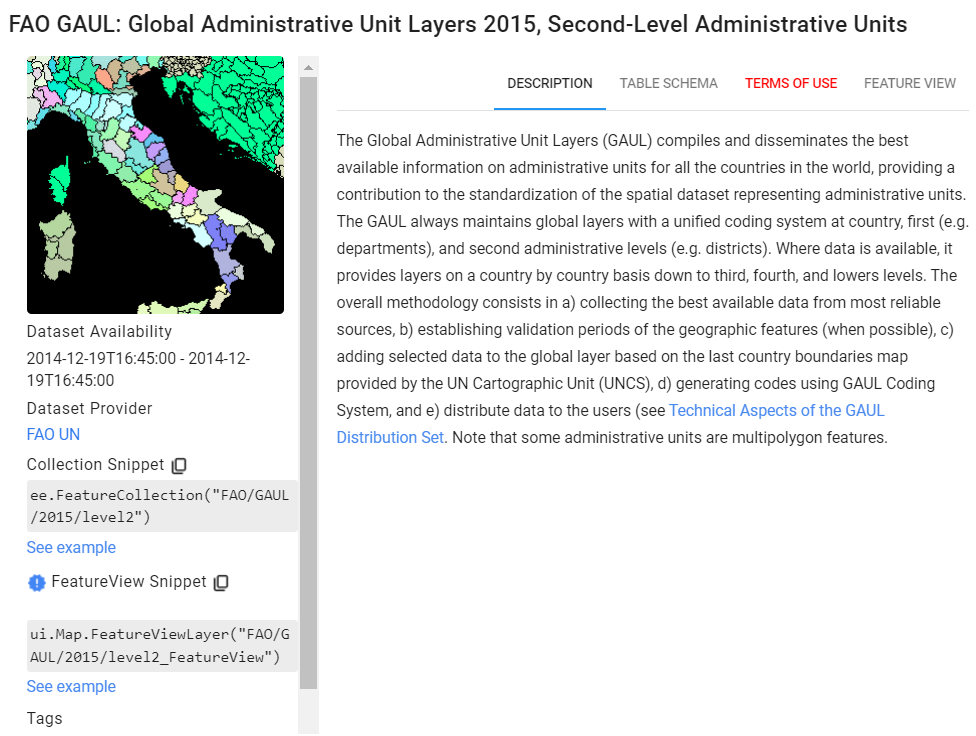 FAO GAUL: Global Administrative Unit Layers 2015, Second-Level Administrative Units
Dataset Availability
2014-12-19T16:45:00 - 2014-12-
19T16:45:00
Dataset Provider
FAO UN
Collection Snippet
ee.FeatureCollection("FAO/GAUL
/2015/level2")
See example
FeatureView Snippet
ui.Map.FeatureViewLayer("FAO/G
AUL/2015/level2_FeatureView")
See example
Tags
DESCRIPTION TABLE SCHEMA TERMS OF USE FEATURE VIEW
The Global Administrative Unit Layers (GAUL) compiles and disseminates the best
available information on administrative units for all the countries in the world, providing a
contribution to the standardization of the spatial dataset representing administrative units.
The GAUL always maintains global layers with a unified coding system at country, first (e.g.
departments), and second administrative levels (e.g. districts). Where data is available, it
provides layers on a country by country basis down to third, fourth, and lowers levels. The
overall methodology consists in a) collecting the best available data from most reliable
sources, b) establishing validation periods of the geographic features (when possible), c)
adding selected data to the global layer based on the last country boundaries map
provided by the UN Cartographic Unit (UNCS), d) generating codes using GAUL Coding
System, and e) distribute data to the users (see Technical Aspects of the GAUL
Distribution Set. Note that some administrative units are multipolygon features.